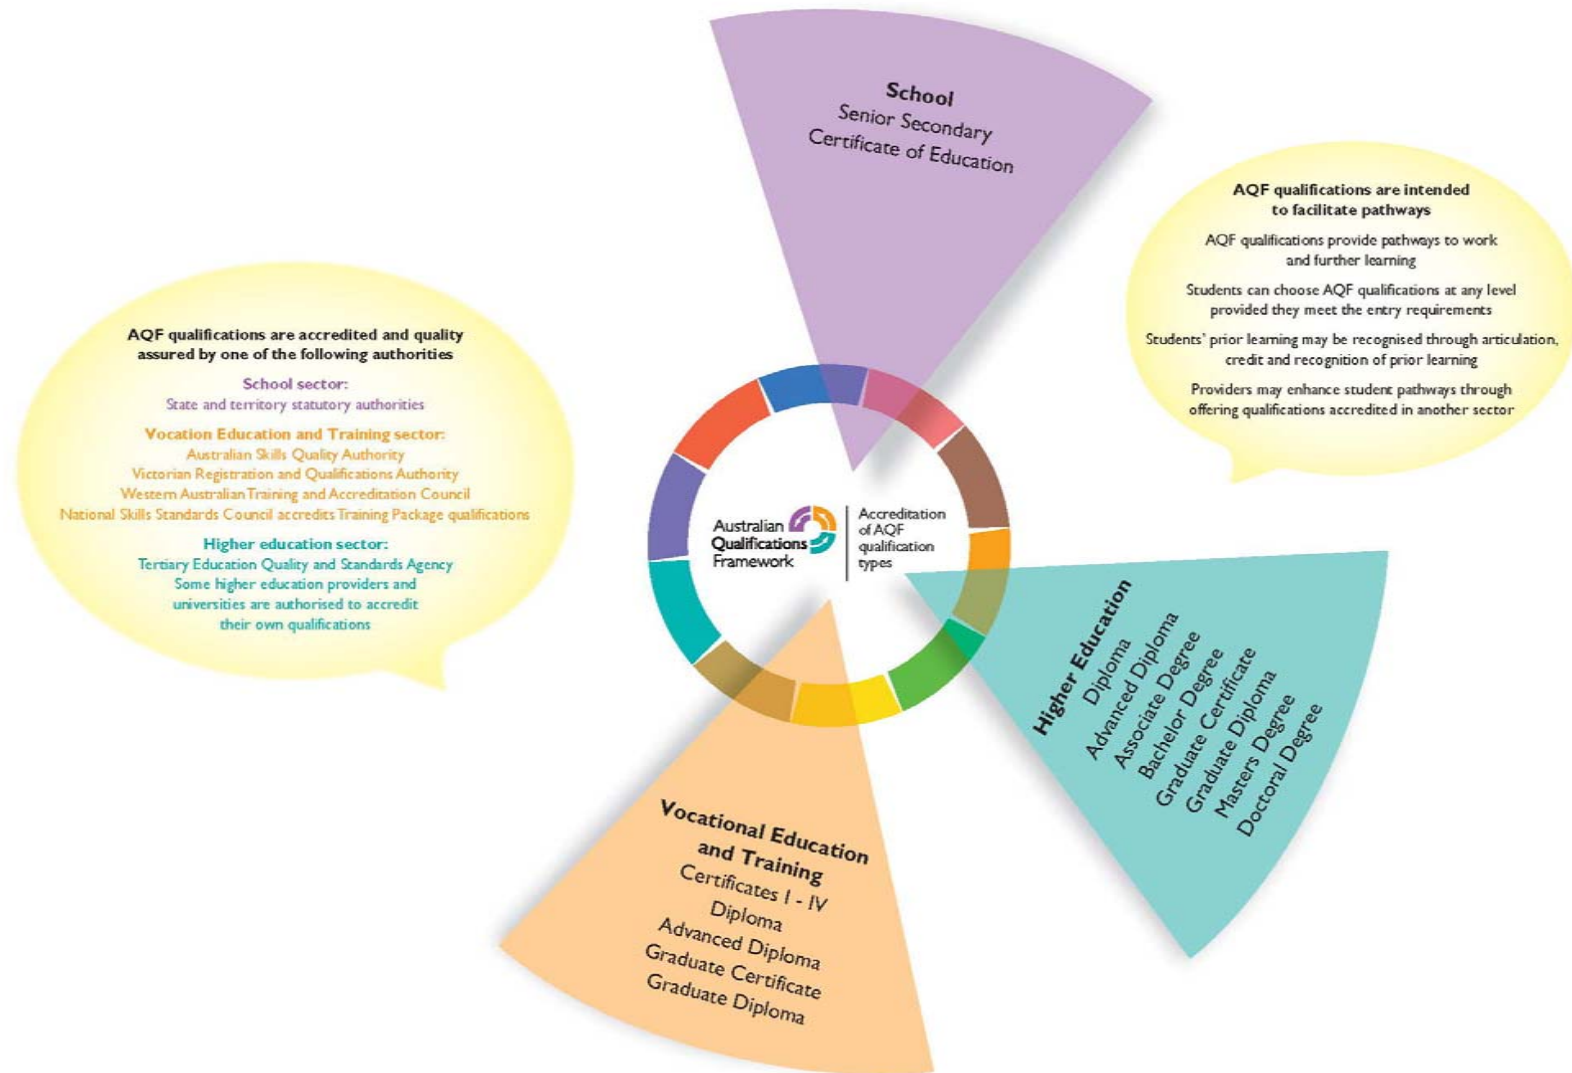 School
Senior Secondary
Certificate of Education
AQF qualifications are intended
to facilitate pathways
AQF qualifications provide pathways to work
and further learning
Students can choose AQF qualifications at any level
provided they meet the entry requirements
Students' prior learning may be recognised through articulation,
credit and recognition of prior learning
Providers may enhance student pathways through
offering qualifications accredited in another sector
AQF qualifications are accredited and quality
assured by one of the following authorities
School sector:
State and territory statutory authorities
Vocation Education and Training sector:
Australian Skills Quality Authority
Victorian Registration and Qualifications Authority
Western Australian Training and Accreditation Council
National Skills Standards Council accredits Training Package qualifications
Higher education sector:
Tertiary Education Quality and Standards Agency
Some higher education providers and
universities are authorised to accredit
their own qualifications
Australian
Qualifications
Framework
Accreditation
of AQF
qualification
types
Higher Education
Diploma
Advanced Diploma
Associate Degree
Bachelor Degree
Graduate Certificate
Graduate Diploma
Masters Degree
Doctoral Degree
Vocational Education
and Training
Certificates I - IV
Diploma
Advanced Diploma
Graduate Certificate
Graduate Diploma